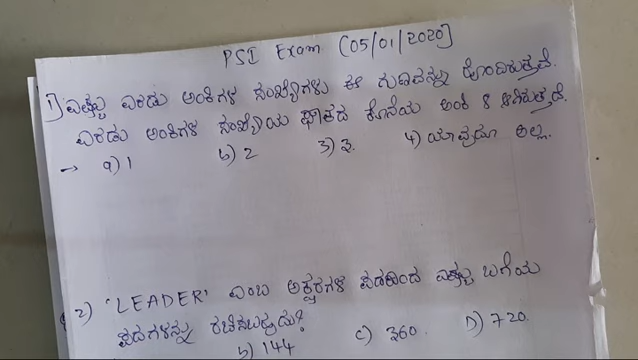 PSI Exam [05/01/2020]
1] ಎಷ್ಟು ಎರಡು ಅಂಕಿಗಳ ಸಂಖ್ಯೆಗಳು ಈ ಗುಣವನ್ನು ಹೊಂದಿರುತ್ತವೆ.
ಎರಡು ಅಂಕಿಗಳ ಸಂಖ್ಯೆಯ ಘಾತದ ಕೊನೆಯ ಅಂಕಿ 8 ಆಗಿರುತ್ತದೆ.
→ a) 1 b) 2 3) ೩. 4) ಯಾವುದೂ ಅಲ್ಲ.
2) 'LEADER' ಎಂಬ ಅಕ್ಷರಗಳ ಪದದಿಂದ ಎಷ್ಟು ಬಗೆಯ
ಪದಗಳನ್ನು ರಚಿಸಬಹುದು?
b) 144 c) 360. D) 720.